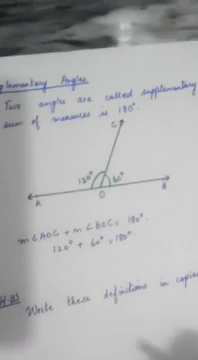 plementary Angles
Two angles are called supplementary
sum of measures is 180°.
C
120° 60°
A O B
m∠AOC + m∠BOC = 180°
120° + 60° = 180°
H.W
Write these definitions in copies